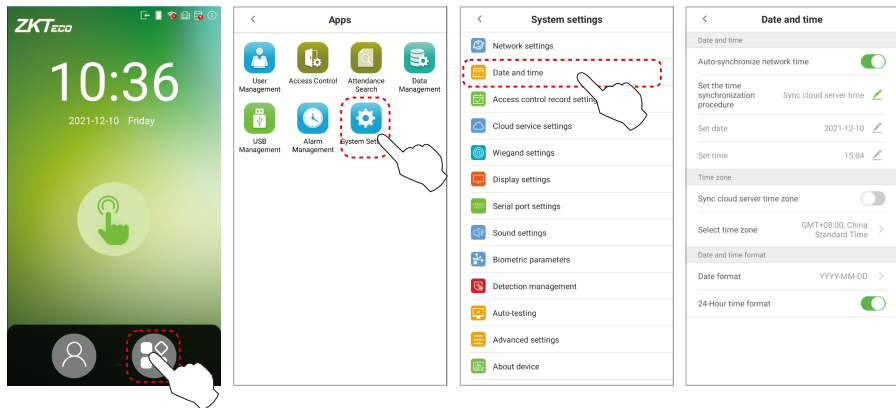 ZKTeco
10:36
2021-12-10 Friday
Apps
User
Management
Access Control
Attendance
Search
Data
Management
USB
Management
Alarm
Management
System Sett
System settings
Network settings
Date and time
Access control record setting
Cloud service settings
Wiegand settings
Display settings
Serial port settings
Sound settings
Biometric parameters
Detection management
Auto-testing
Advanced settings
About device
Date and time
Date and time
Auto-synchronize network time
Set the time
synchronization
procedure
Sync cloud server time
Set date 2021-12-10
Set time 15:04
Time zone
Sync cloud server time zone
Select time zone
GMT+08:00, China
Standard Time
Date and time format
Date format YYYY-MM-DD
24-Hour time format